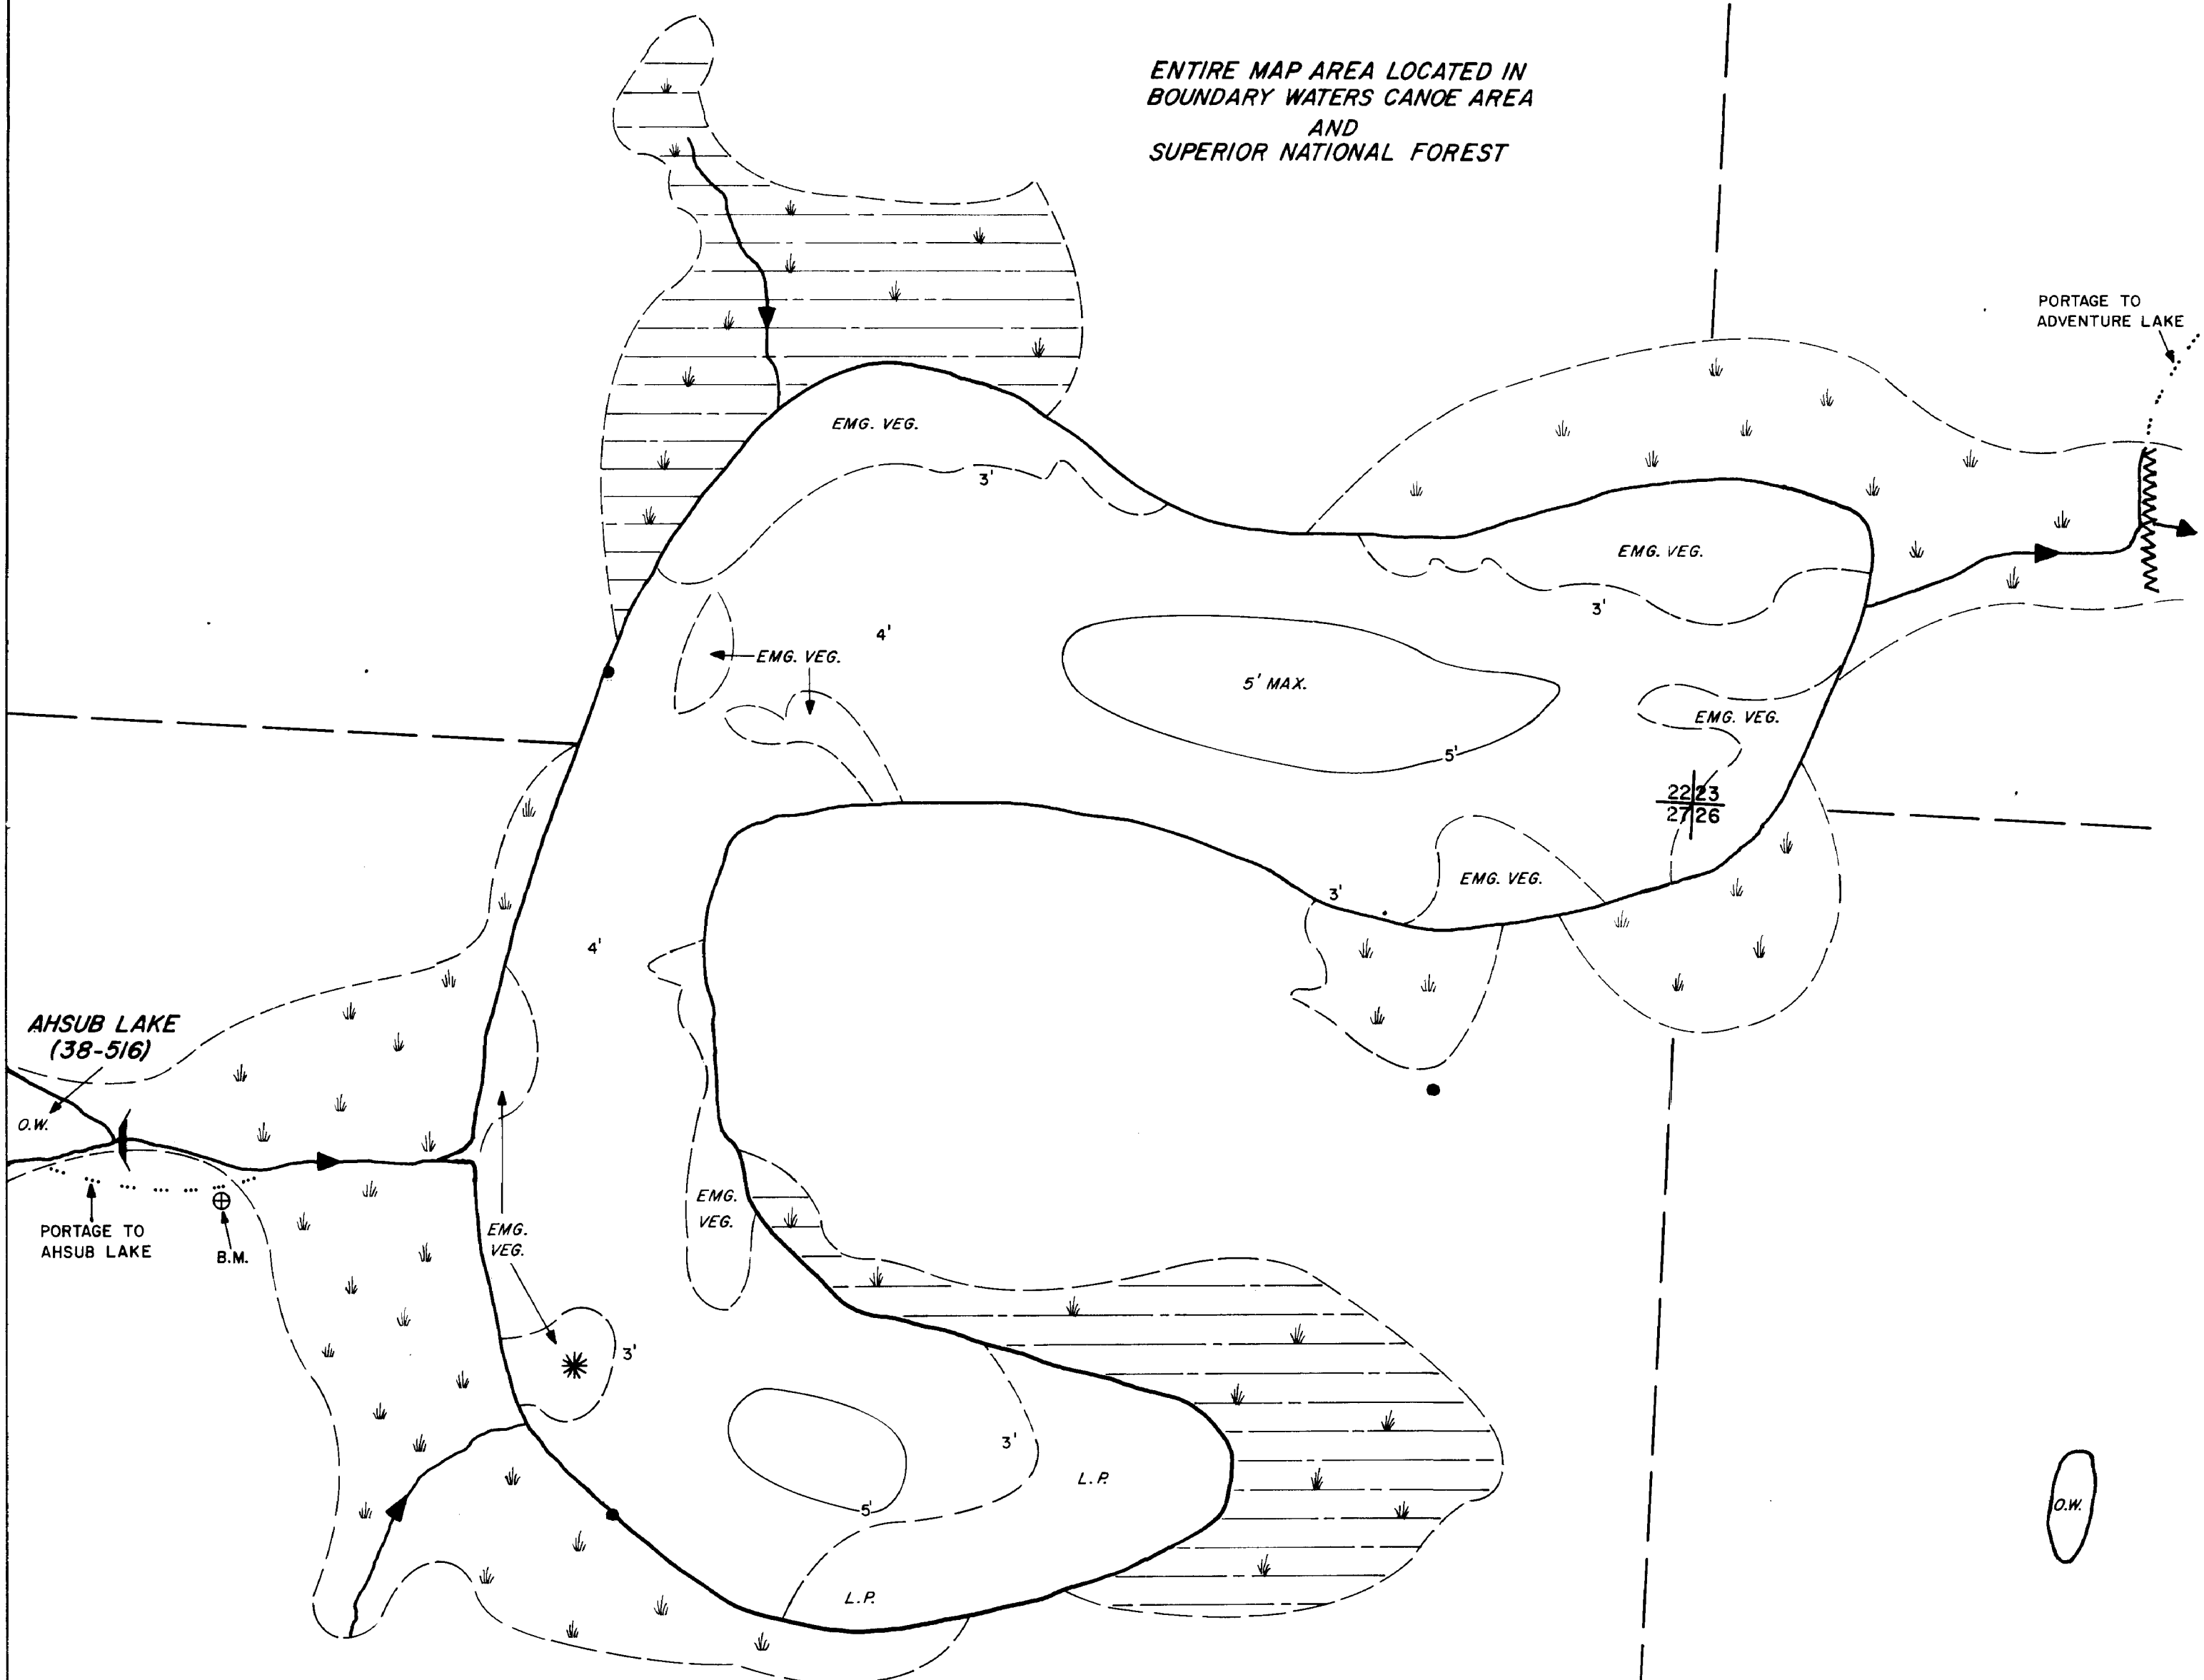 ENTIRE MAP AREA LOCATED IN
BOUNDARY WATERS CANOE AREA
AND
SUPERIOR NATIONAL FOREST
PORTAGE TO
ADVENTURE LAKE
EMG. VEG.
3'
EMG. VEG.
3'
4'
EMG. VEG.
5' MAX.
EMG. VEG.
5'
22 23
27 26
3'
EMG. VEG.
4'
AHSUB LAKE
(38-516)
O.W.
PORTAGE TO
AHSUB LAKE
B.M.
EMG.
VEG.
EMG.
VEG.
3'
3'
L.P.
5'
O.W.
L.P.